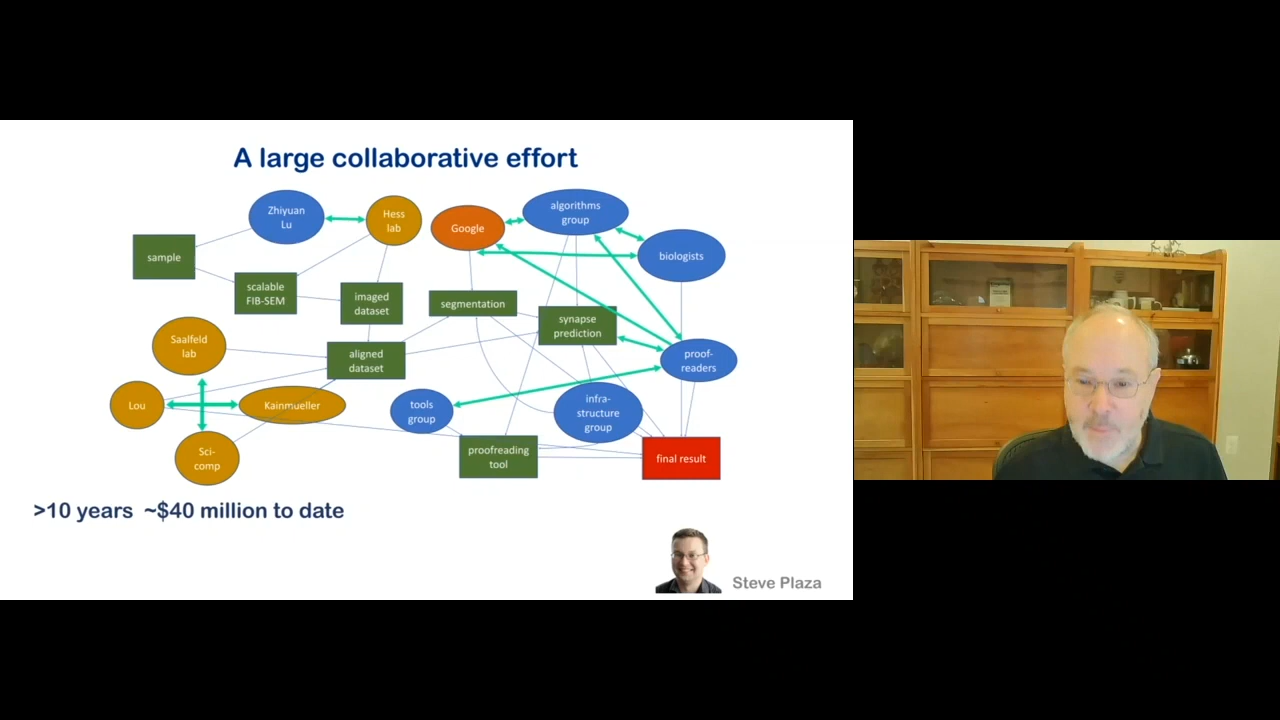 A large collaborative effort
Zhiyuan
Lu
Hess
lab
Google
algorithms
group
biologists
sample
scalable
FIB-SEM
imaged
dataset
segmentation
synapse
prediction
Saalfeld
lab
aligned
dataset
proof-
readers
Lou
Kainmueller
tools
group
infra-
structure
group
Sci-
comp
proofreading
tool
final result
>10 years ~$40 million to date
Steve Plaza